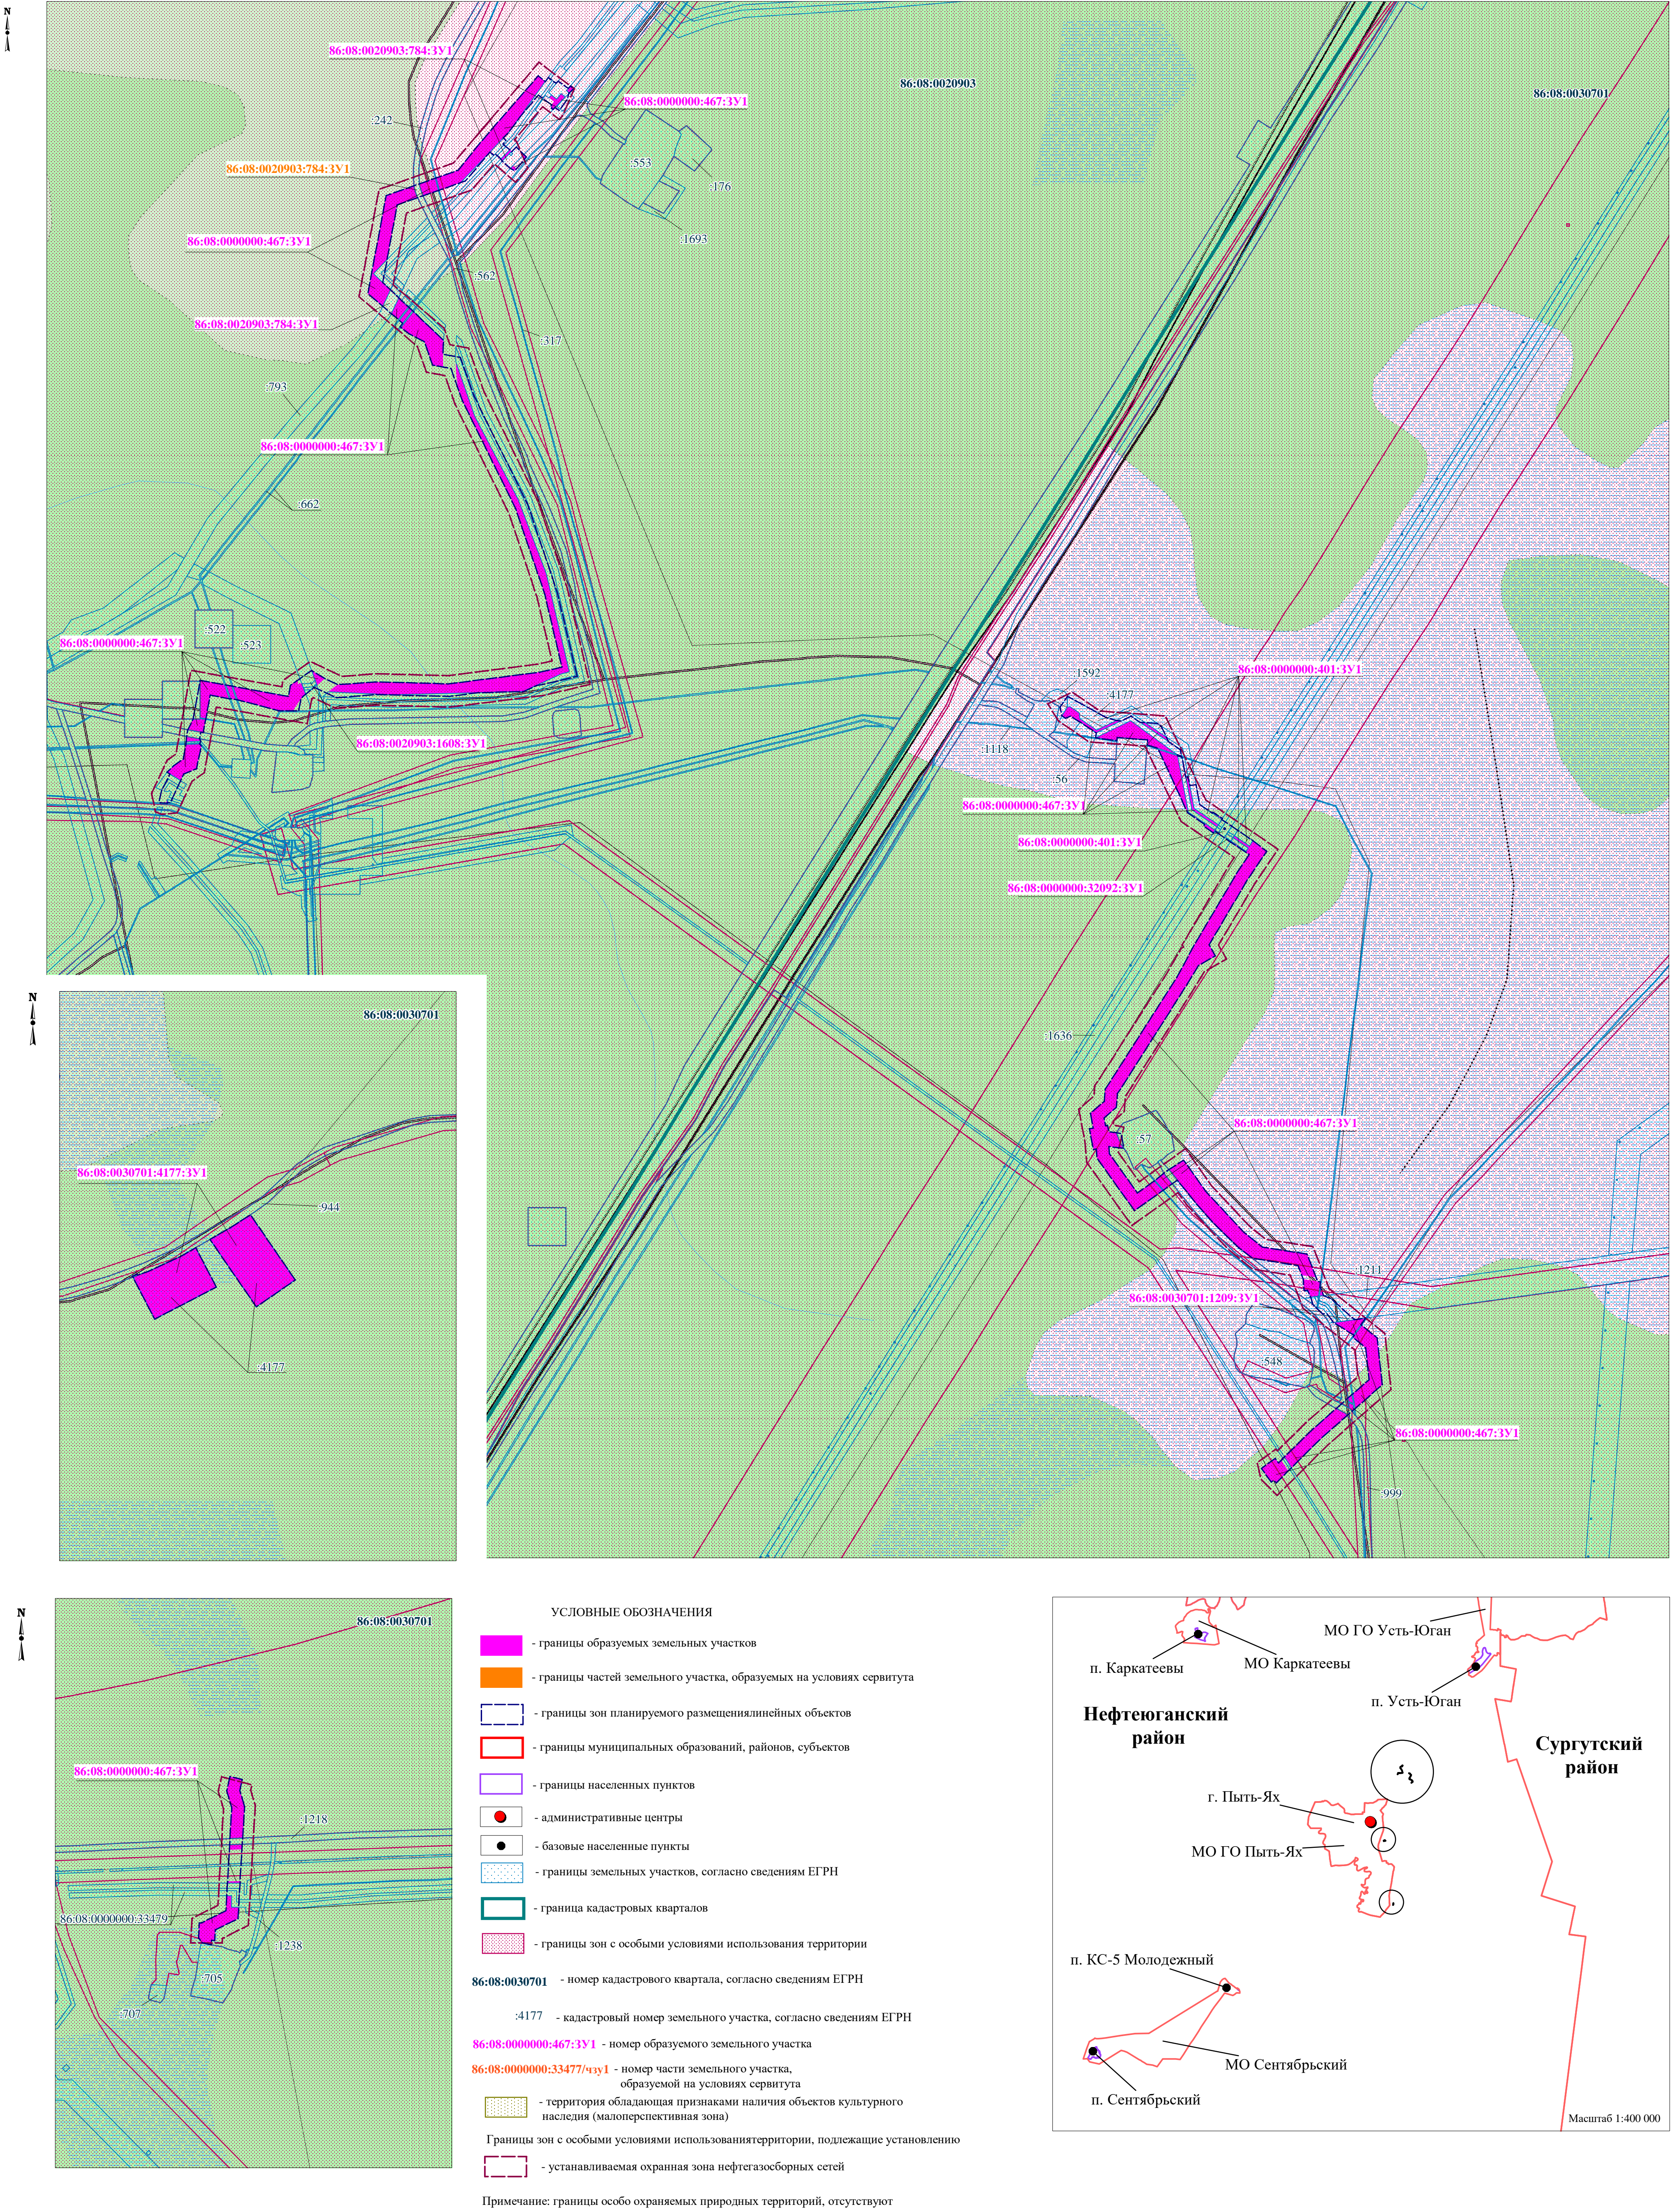 N
86:08:0020903:784:ЗУ1
86:08:0020903
86:08:0030701
86:08:0000000:467:ЗУ1
:242
:553
86:08:0020903:784:ЗУ1
:176
86:08:0000000:467:ЗУ1
:1693
:562
86:08:0020903:784:ЗУ1
:317
:793
86:08:0000000:467:ЗУ1
:662
:522
86:08:0000000:467:ЗУ1
:523
86:08:0020903:1608:ЗУ1
:1592
86:08:0000000:401:ЗУ1
:4177
:1118
:56
86:08:0000000:467:ЗУ1
86:08:0000000:401:ЗУ1
86:08:0000000:32092:ЗУ1
:1636
86:08:0000000:467:ЗУ1
:57
:1211
86:08:0030701:1209:ЗУ1
:548
86:08:0000000:467:ЗУ1
:999
N
86:08:0030701
86:08:0030701:4177:ЗУ1
:944
:4177
N
86:08:0030701
86:08:0000000:467:ЗУ1
:1218
86:08:0000000:33479
:1238
:705
:707
УСЛОВНЫЕ ОБОЗНАЧЕНИЯ
- границы образуемых земельных участков
- границы частей земельного участка, образуемых на условиях сервитута
- границы зон планируемого размещениялинейных объектов
- границы муниципальных образований, районов, субъектов
- границы населенных пунктов
- административные центры
- базовые населенные пункты
- границы земельных участков, согласно сведениям ЕГРН
- граница кадастровых кварталов
- границы зон с особыми условиями использования территории
86:08:0030701 - номер кадастрового квартала, согласно сведениям ЕГРН
:4177 - кадастровый номер земельного участка, согласно сведениям ЕГРН
86:08:0000000:467:ЗУ1 - номер образуемого земельного участка
86:08:0000000:33477/чзу1 - номер части земельного участка,
образуемой на условиях сервитута
- территория обладающая признаками наличия объектов культурного
наследия (малоперспективная зона)
Границы зон с особыми условиями использованиятерритории, подлежащие установлению
- устанавливаемая охранная зона нефтегазосборных сетей
Примечание: границы особо охраняемых природных территорий, отсутствуют
МО ГО Усть-Юган
п. Каркатеевы
МО Каркатеевы
п. Усть-Юган
Нефтеюганский
район
Сургутский
район
г. Пыть-Ях
МО ГО Пыть-Ях
п. КС-5 Молодежный
МО Сентябрьский
п. Сентябрьский
Масштаб 1:400 000